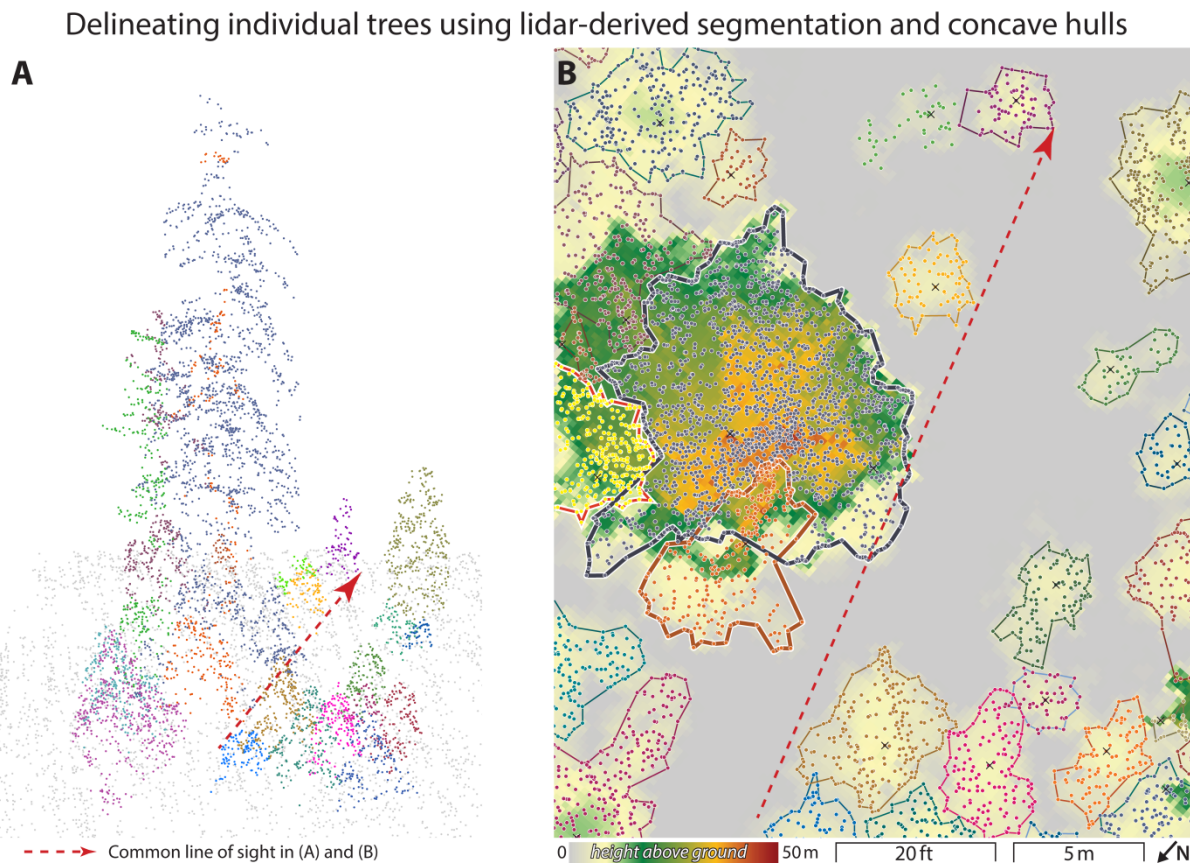 Delineating individual trees using lidar-derived segmentation and concave hulls
A
B
Common line of sight in (A) and (B)
0 height above ground 50 m
20 ft
5 m
N